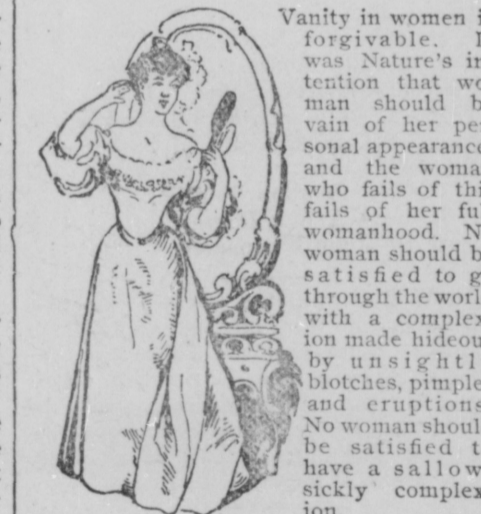 Vanity in women i
forgivable. I
was Nature's in
tention that wo
man should b
vain of her per
sonal appearance
and the woma
who fails of thi
fails of her ful
womanhood. N
woman should b
satisfied to g
through the worl
with a complex
ion made hideou
by unsightl
blotches, pimple
and eruptions
No woman shoul
be satisfied t
have a sallow
sickly complex
ion.